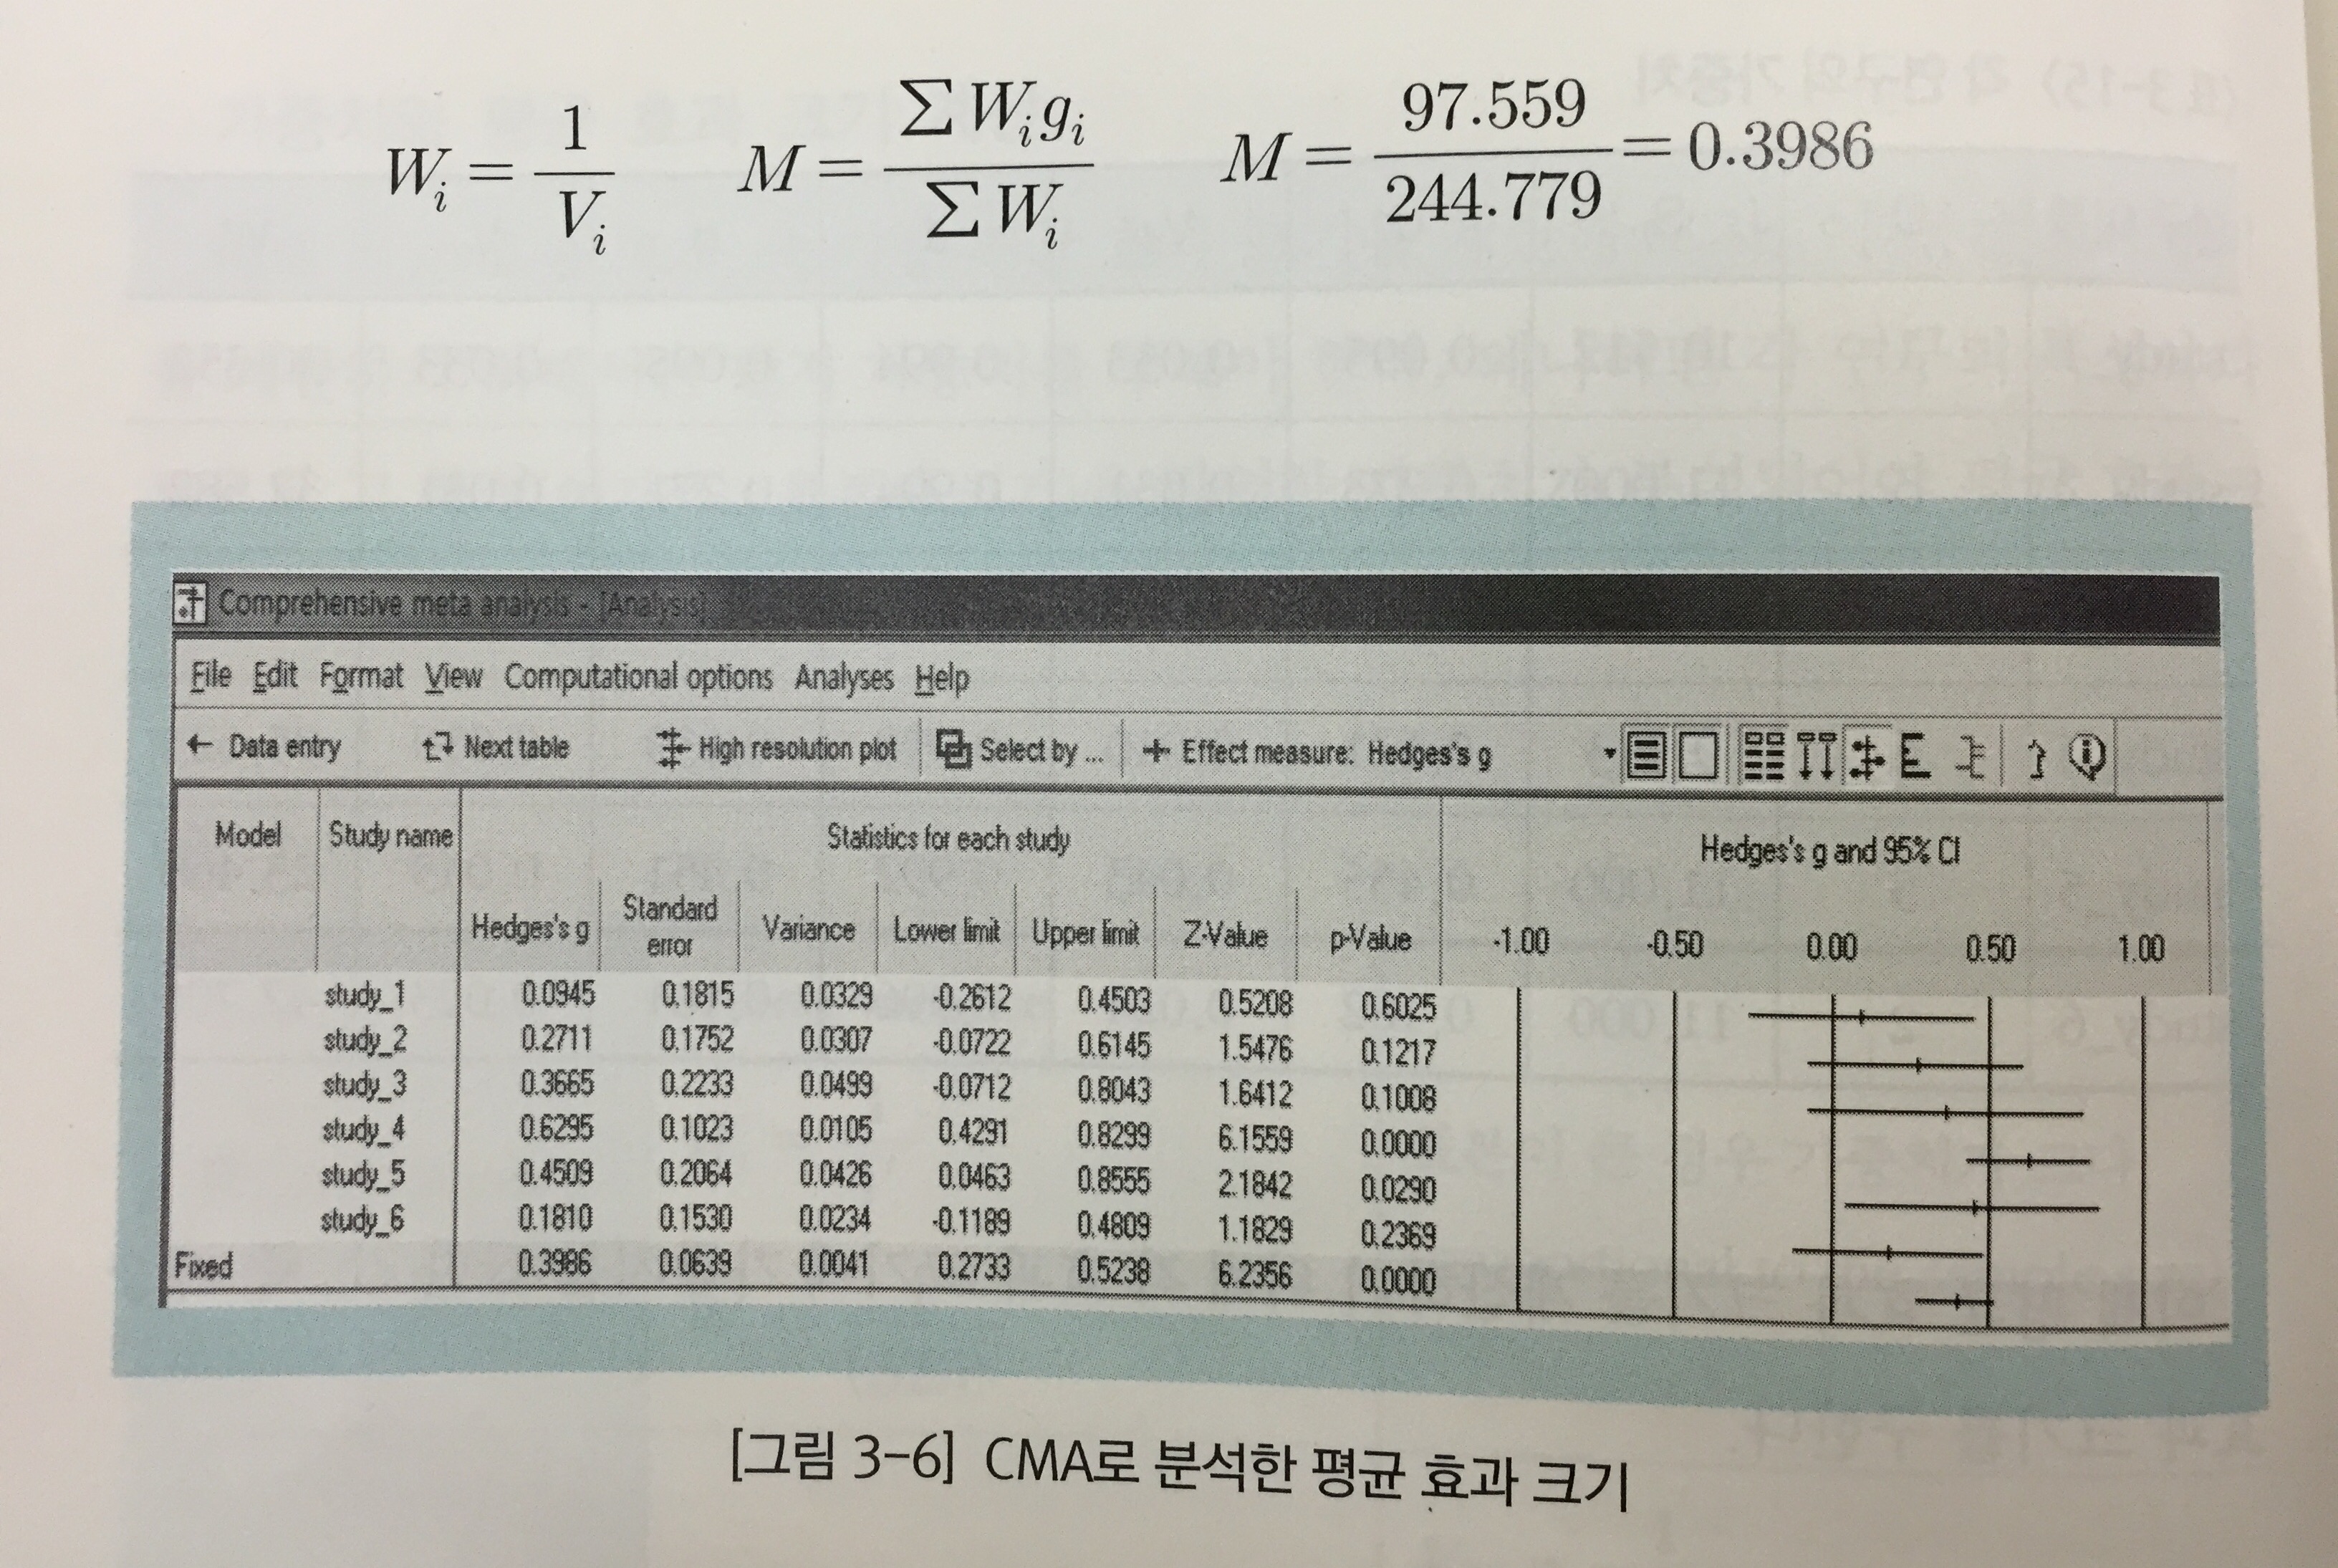 W_i = 1/V_i    M = ΣW_i g_i / ΣW_i    M = 97.559/244.779 = 0.3986
Comprehensive meta analysis - [Analysis]
File Edit Format View Computational options Analyses Help
Data entry Next table High resolution plot Select by ... Effect measure: Hedges's g
Model Study name Statistics for each study Hedges's g and 95% CI
Hedges's g Standard error Variance Lower limit Upper limit Z-Value p-Value -1.00 -0.50 0.00 0.50 1.00
study_1 0.0945 0.1815 0.0329 -0.2612 0.4503 0.5208 0.6025
study_2 0.2711 0.1752 0.0307 -0.0722 0.6145 1.5476 0.1217
study_3 0.3665 0.2233 0.0499 -0.0712 0.8043 1.6412 0.1008
study_4 0.6295 0.1023 0.0105 0.4291 0.8299 6.1559 0.0000
study_5 0.4509 0.2064 0.0426 0.0463 0.8555 2.1842 0.0290
study_6 0.1810 0.1530 0.0234 -0.1189 0.4809 1.1829 0.2369
Fixed 0.3986 0.0639 0.0041 0.2733 0.5238 6.2356 0.0000
[그림 3-6] CMA로 분석한 평균 효과 크기